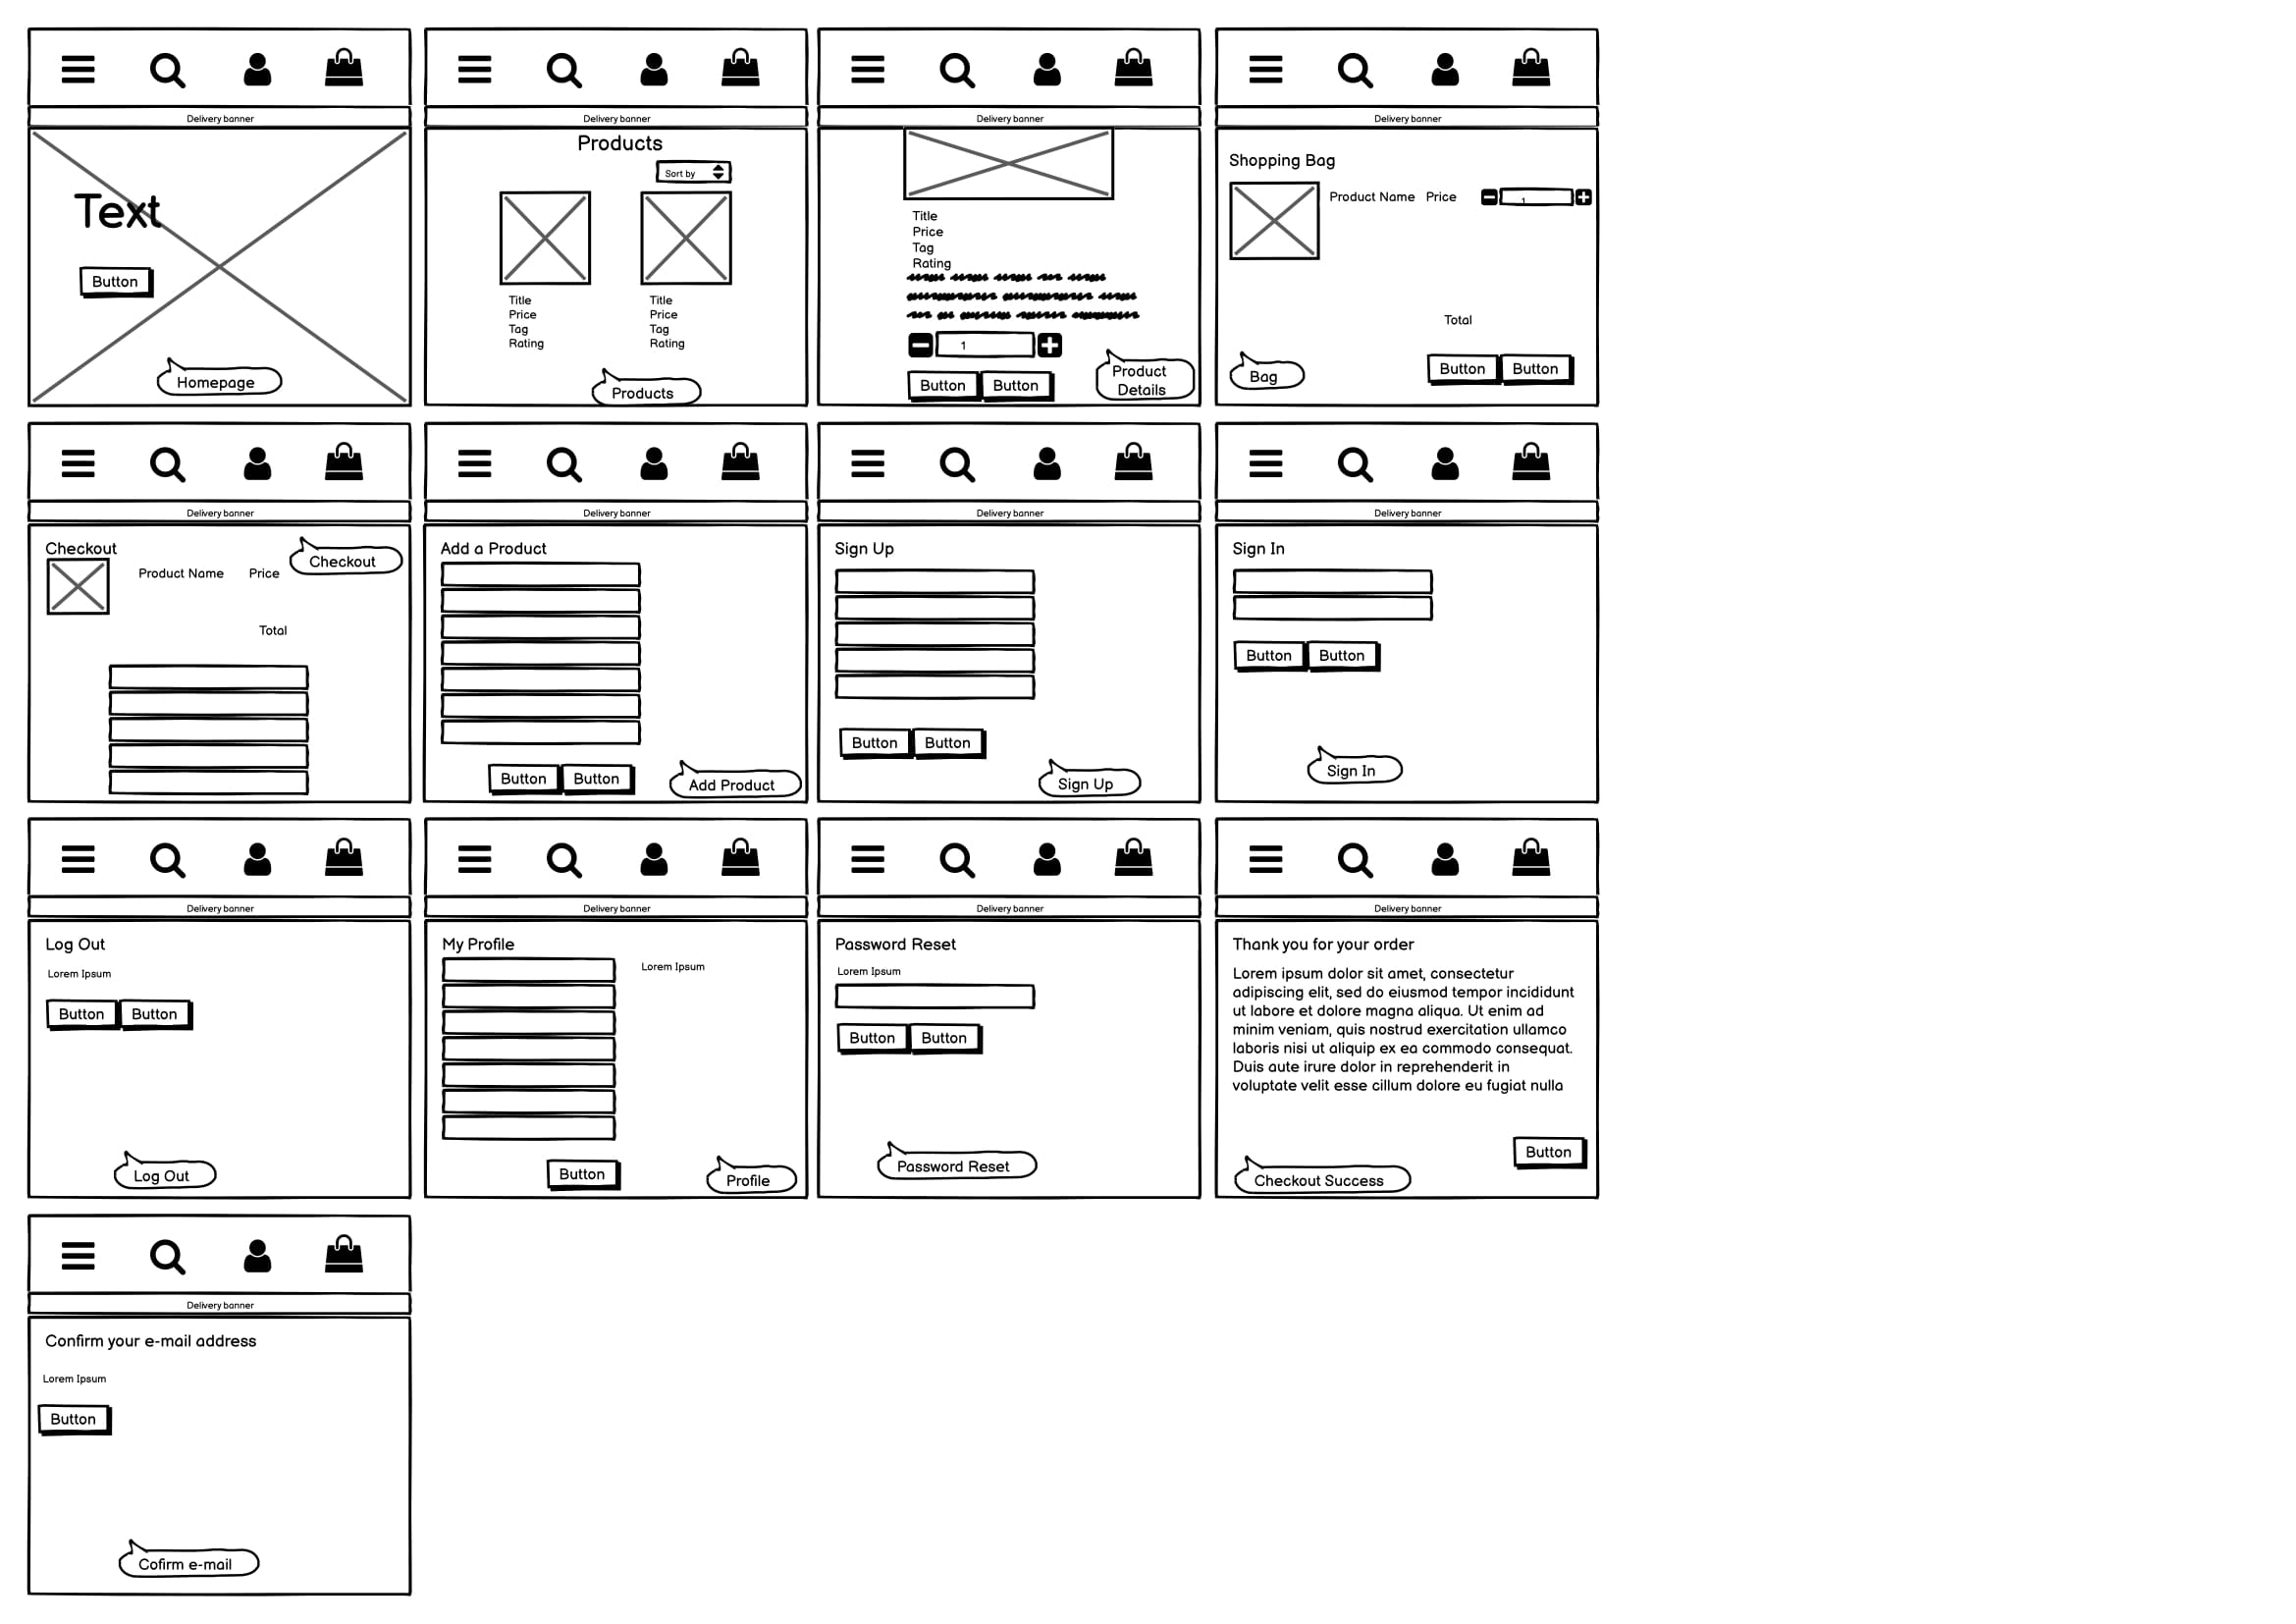 Delivery banner
Text
Button
Homepage
Delivery banner
Products
Sort by
Title
Price
Tag
Rating
Title
Price
Tag
Rating
Products
Delivery banner
Title
Price
Tag
Rating
1
Button
Button
Product
Details
Delivery banner
Shopping Bag
Product Name
Price
1
Total
Bag
Button
Button
Delivery banner
Checkout
Checkout
Product Name
Price
Total
Delivery banner
Add a Product
Button
Button
Add Product
Delivery banner
Sign Up
Button
Button
Sign Up
Delivery banner
Sign In
Button
Button
Sign In
Delivery banner
Log Out
Lorem Ipsum
Button
Button
Log Out
Delivery banner
My Profile
Lorem Ipsum
Button
Profile
Delivery banner
Password Reset
Lorem Ipsum
Button
Button
Password Reset
Delivery banner
Thank you for your order
Lorem ipsum dolor sit amet, consectetur
adipiscing elit, sed do eiusmod tempor incididunt
ut labore et dolore magna aliqua. Ut enim ad
minim veniam, quis nostrud exercitation ullamco
laboris nisi ut aliquip ex ea commodo consequat.
Duis aute irure dolor in reprehenderit in
voluptate velit esse cillum dolore eu fugiat nulla
Button
Checkout Success
Delivery banner
Confirm your e-mail address
Lorem Ipsum
Button
Cofirm e-mail